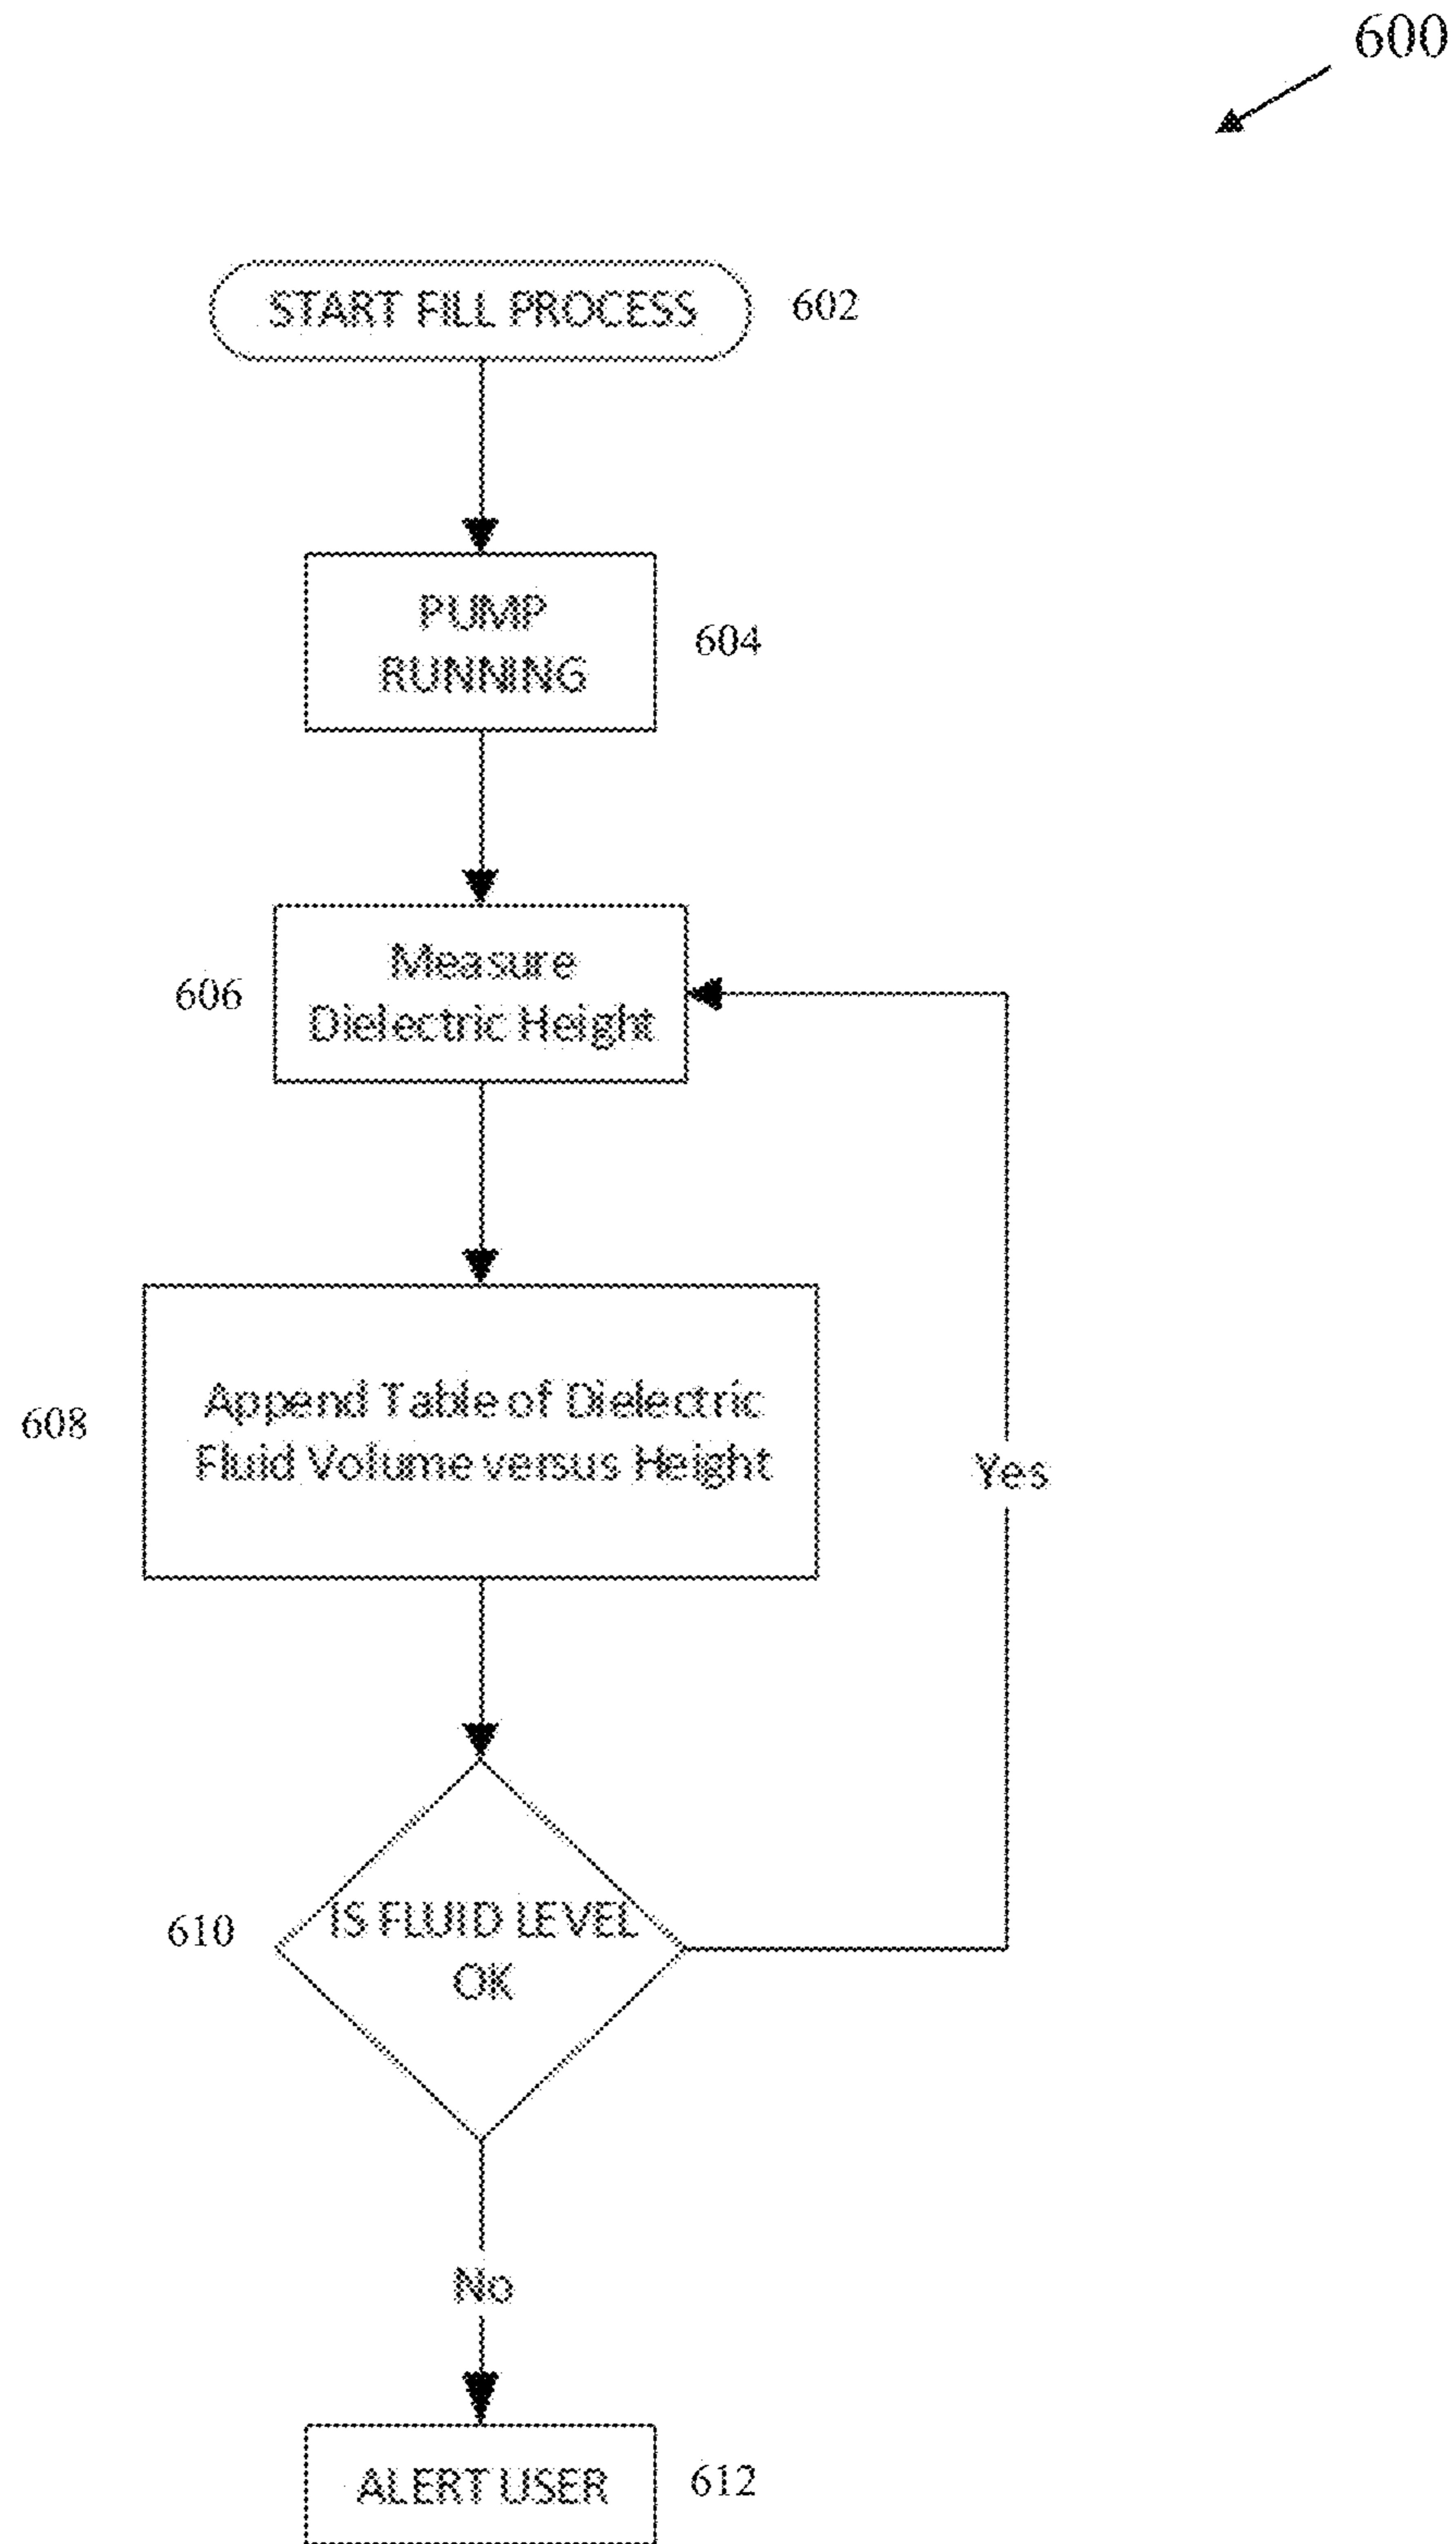 600
START FILL PROCESS
602
PUMP
RUNNING
604
606
Measure
Dielectric Height
608
Append Table of Dielectric
Fluid Volume versus Height
Yes
610
IS FLUID LEVEL
OK
No
ALERT USER
612